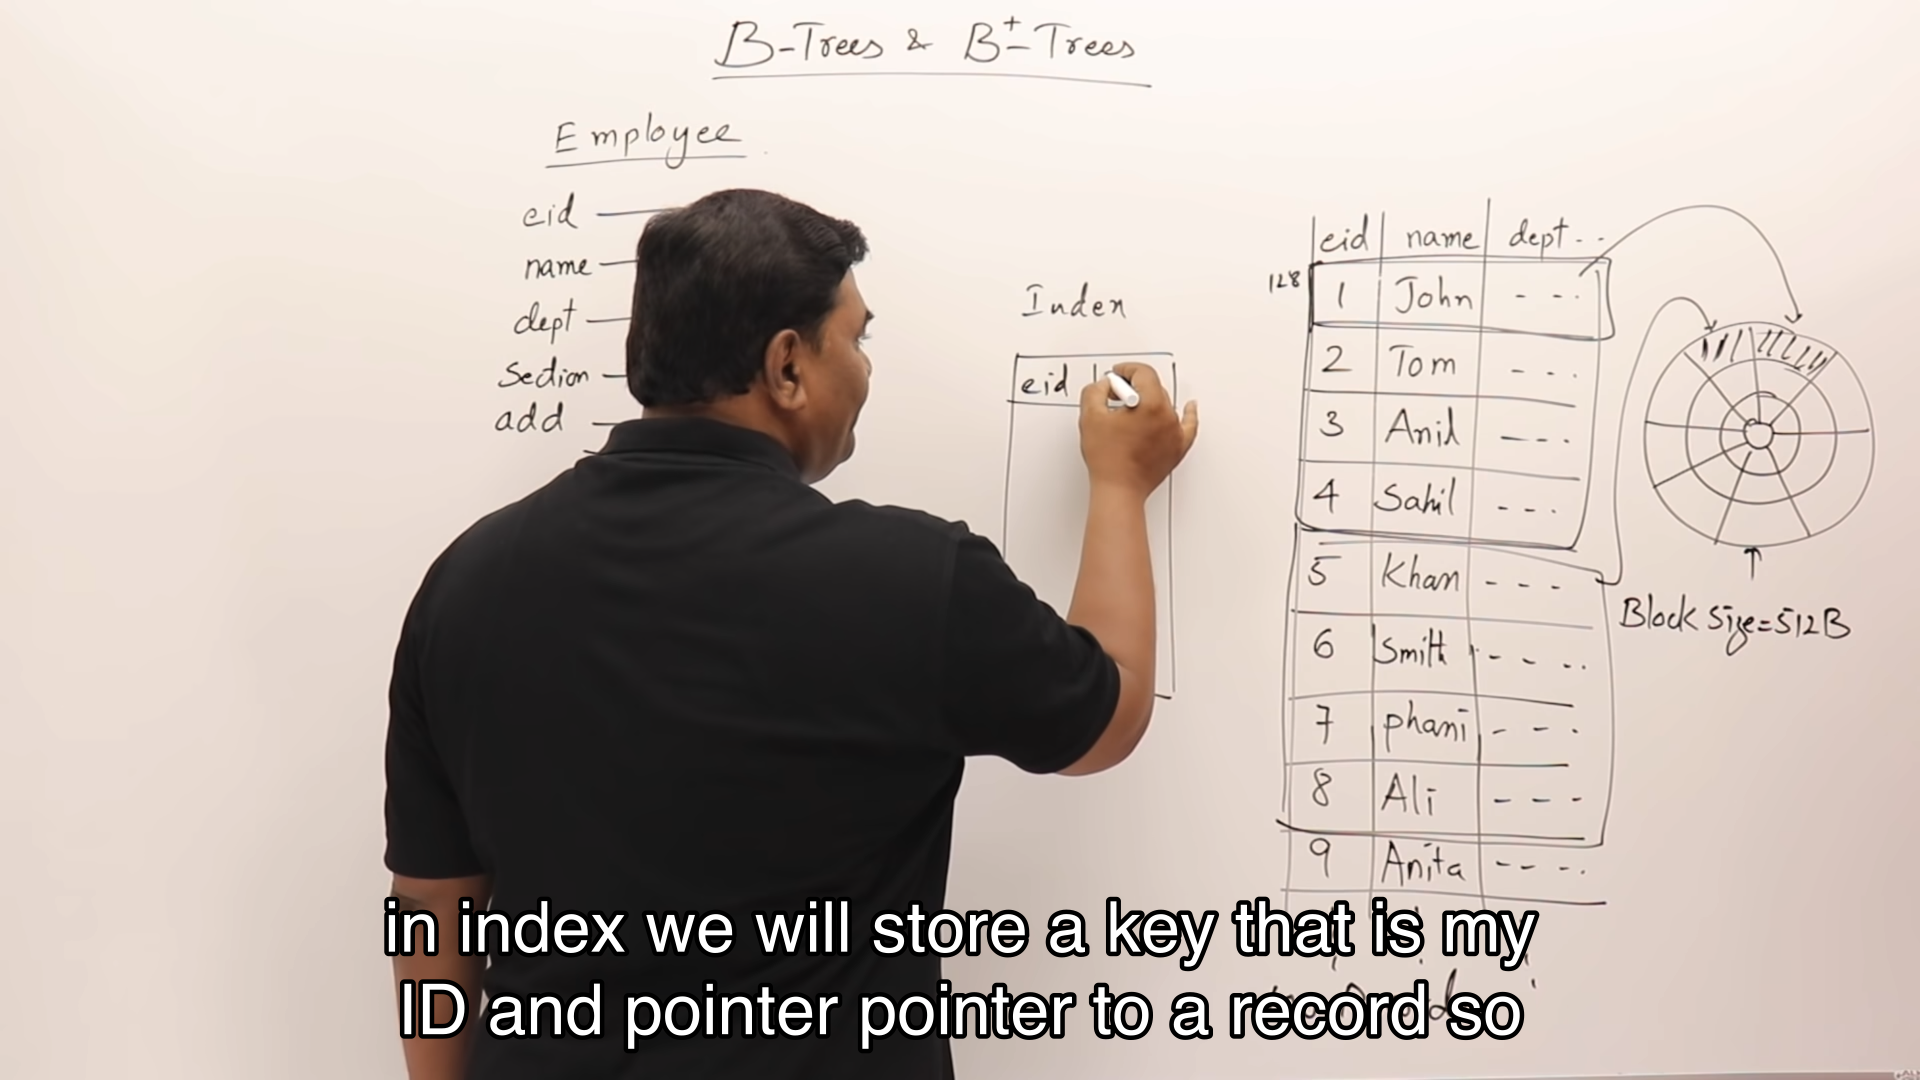 B-Trees & B+-Trees
Employee
eid
name
dept
Section
add
Index
eid
eid name dept - -
128
1 John - - -
2 Tom - - -
3 Anil - - -
4 Sahil - - -
5 Khan - - -
6 Smith - - - -
7 phani - - -
8 Ali - - -
9 Anita - - - -
Block Size=512B
in index we will store a key that is my
ID and pointer pointer to a record so